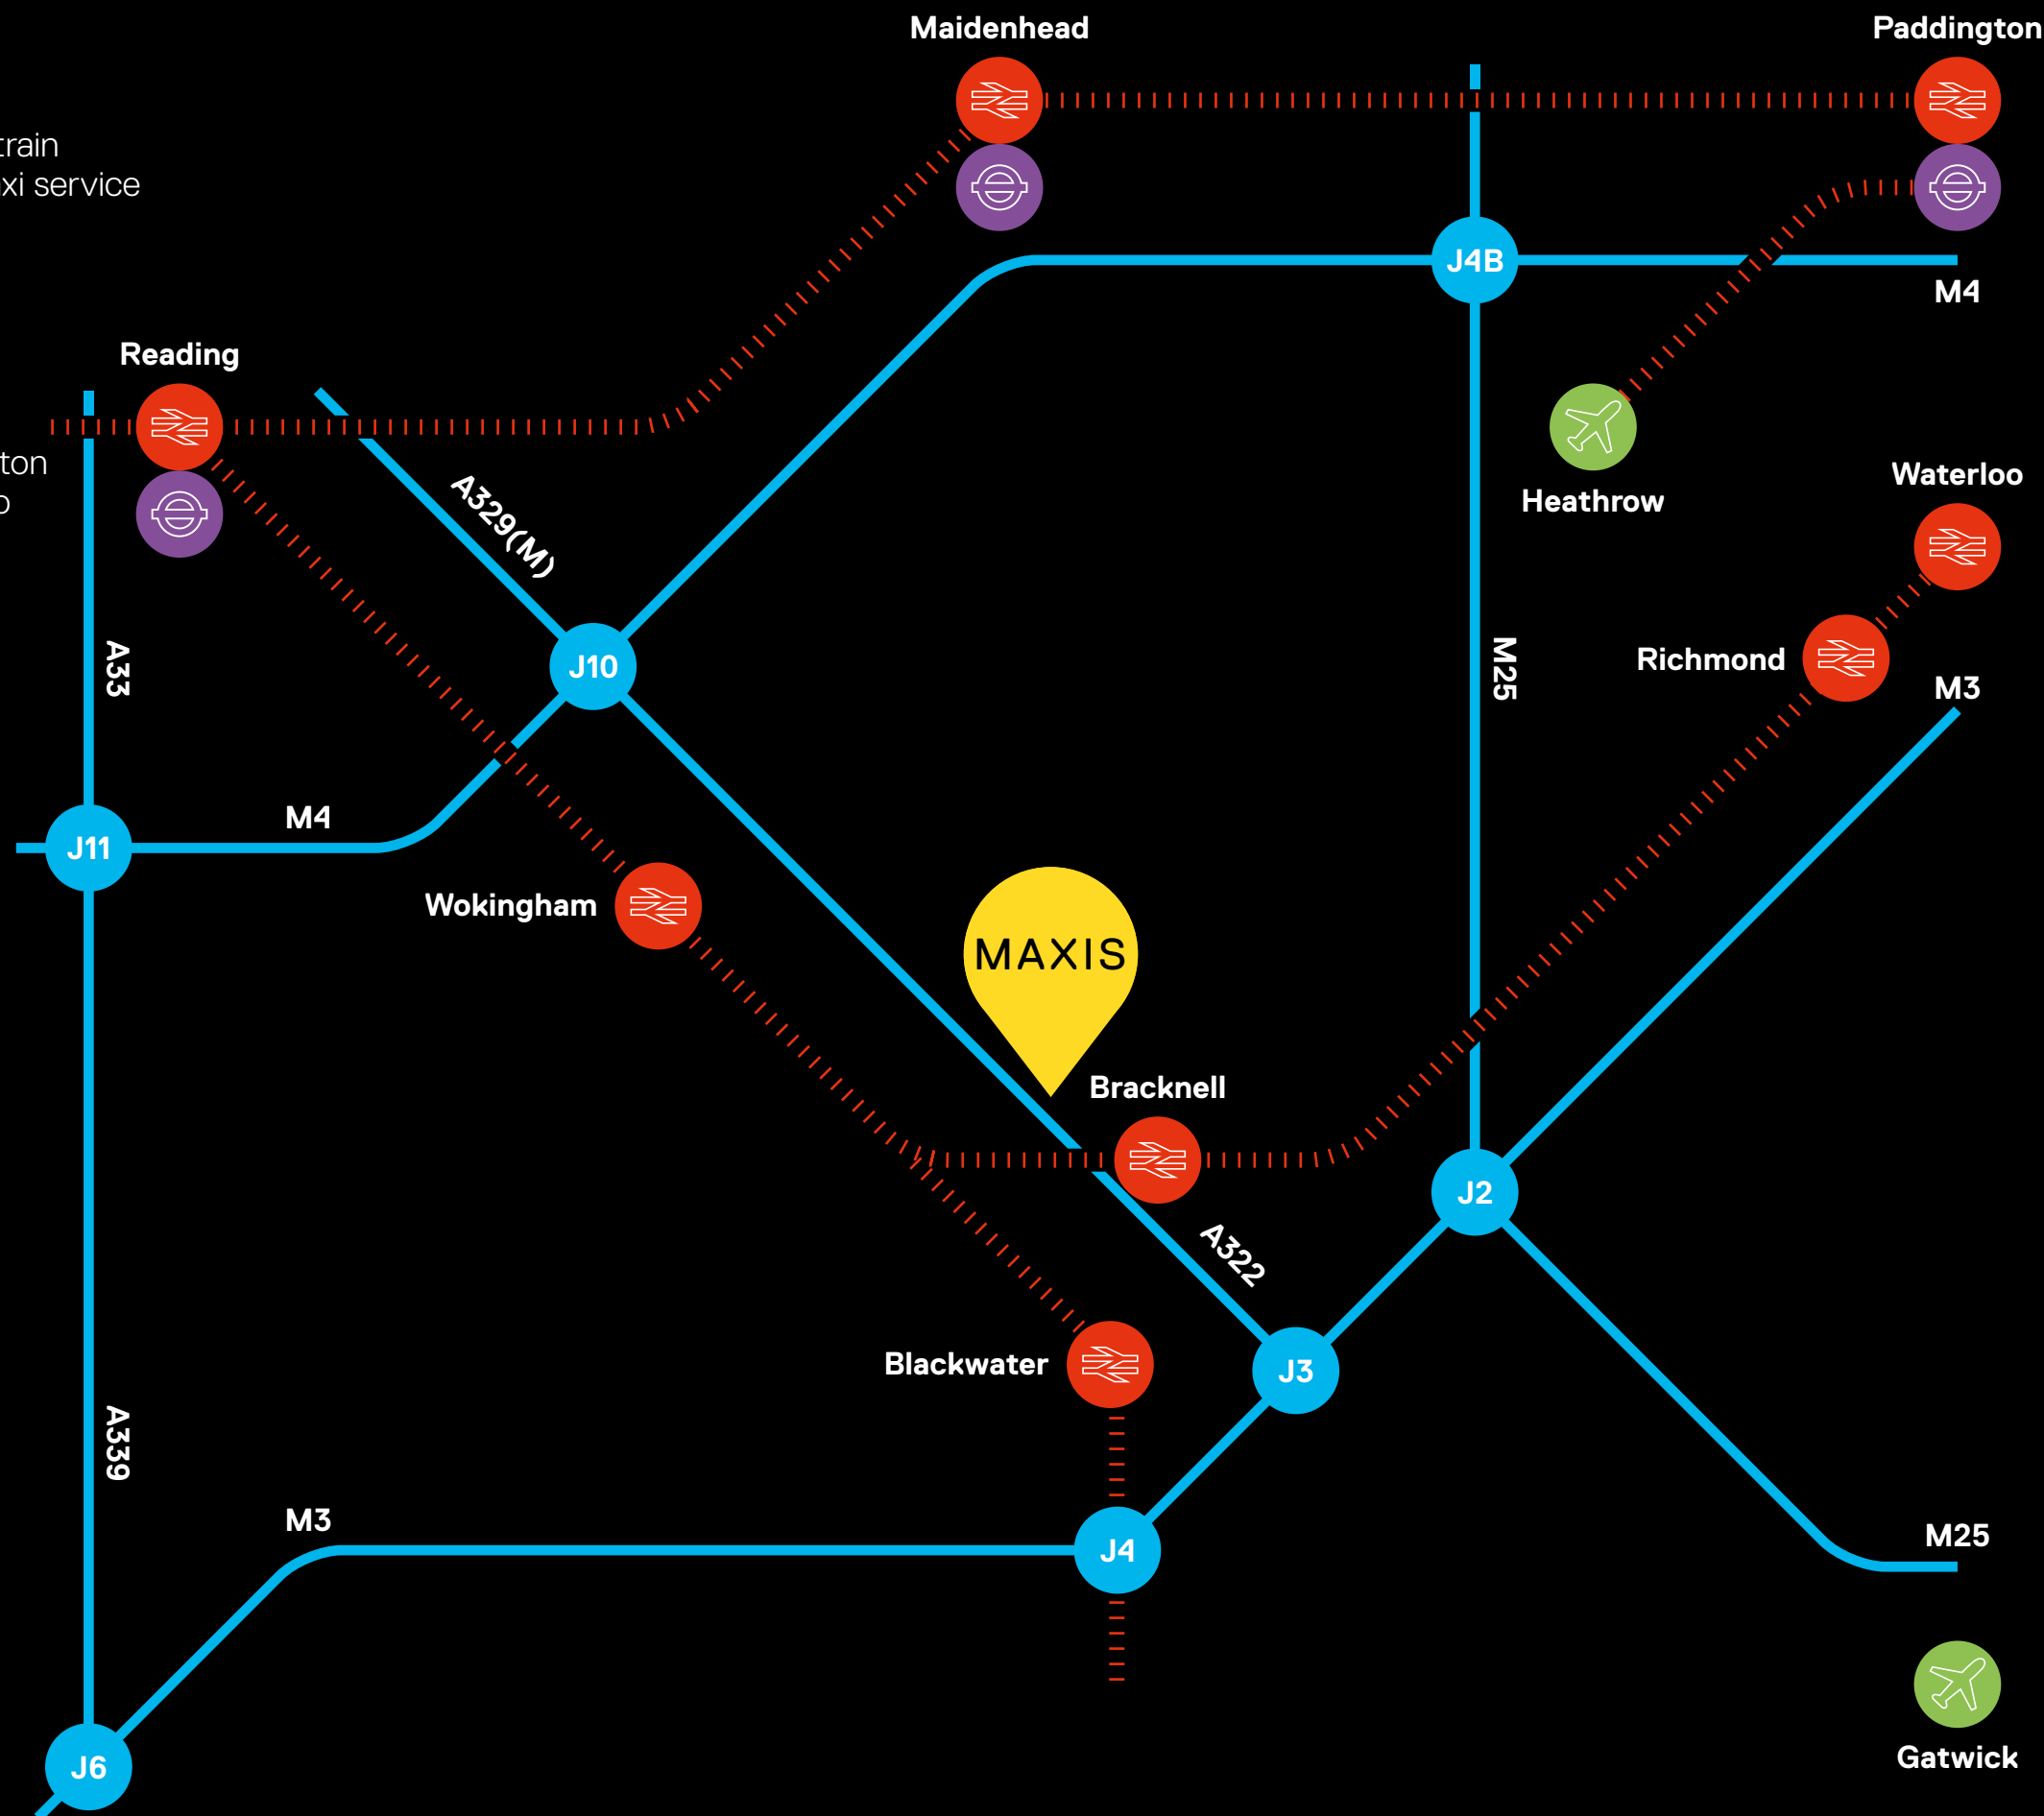 Maidenhead
Paddington
train
xi service
J4B
M4
Reading
ton
Heathrow
Waterloo
A329(M)
A33
M25
Richmond
J10
M3
M4
J11
Wokingham
MAXIS
Bracknell
J2
A322
Blackwater
J3
A339
M3
J4
M25
Gatwick
J6